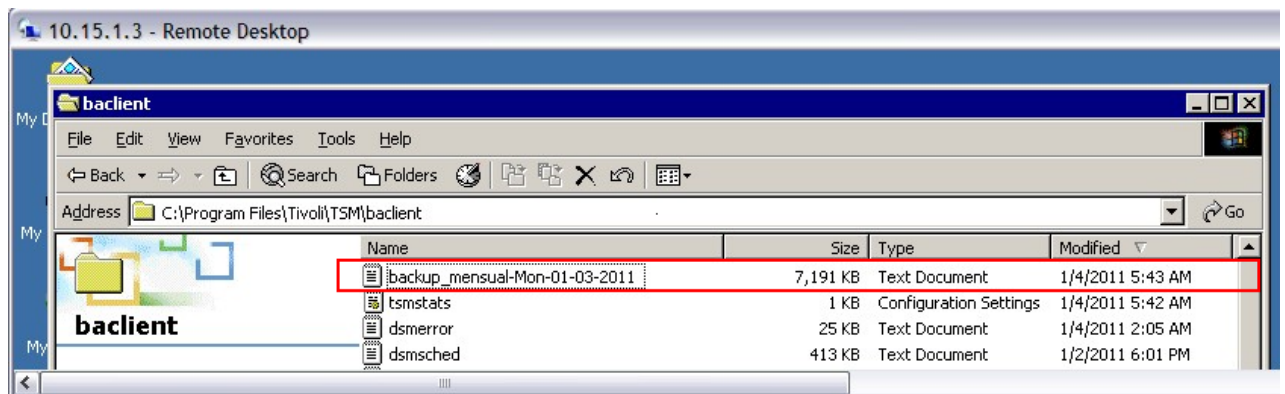 10.15.1.3 - Remote Desktop
baclient
My D
File Edit View Favorites Tools Help
Back Search Folders
Address C:\Program Files\Tivoli\TSM\baclient Go
My
Name Size Type Modified
backup_mensual-Mon-01-03-2011 7,191 KB Text Document 1/4/2011 5:43 AM
tsmstats 1 KB Configuration Settings 1/4/2011 5:42 AM
baclient
dsmerror 25 KB Text Document 1/4/2011 2:05 AM
My
dsmsched 413 KB Text Document 1/2/2011 6:01 PM